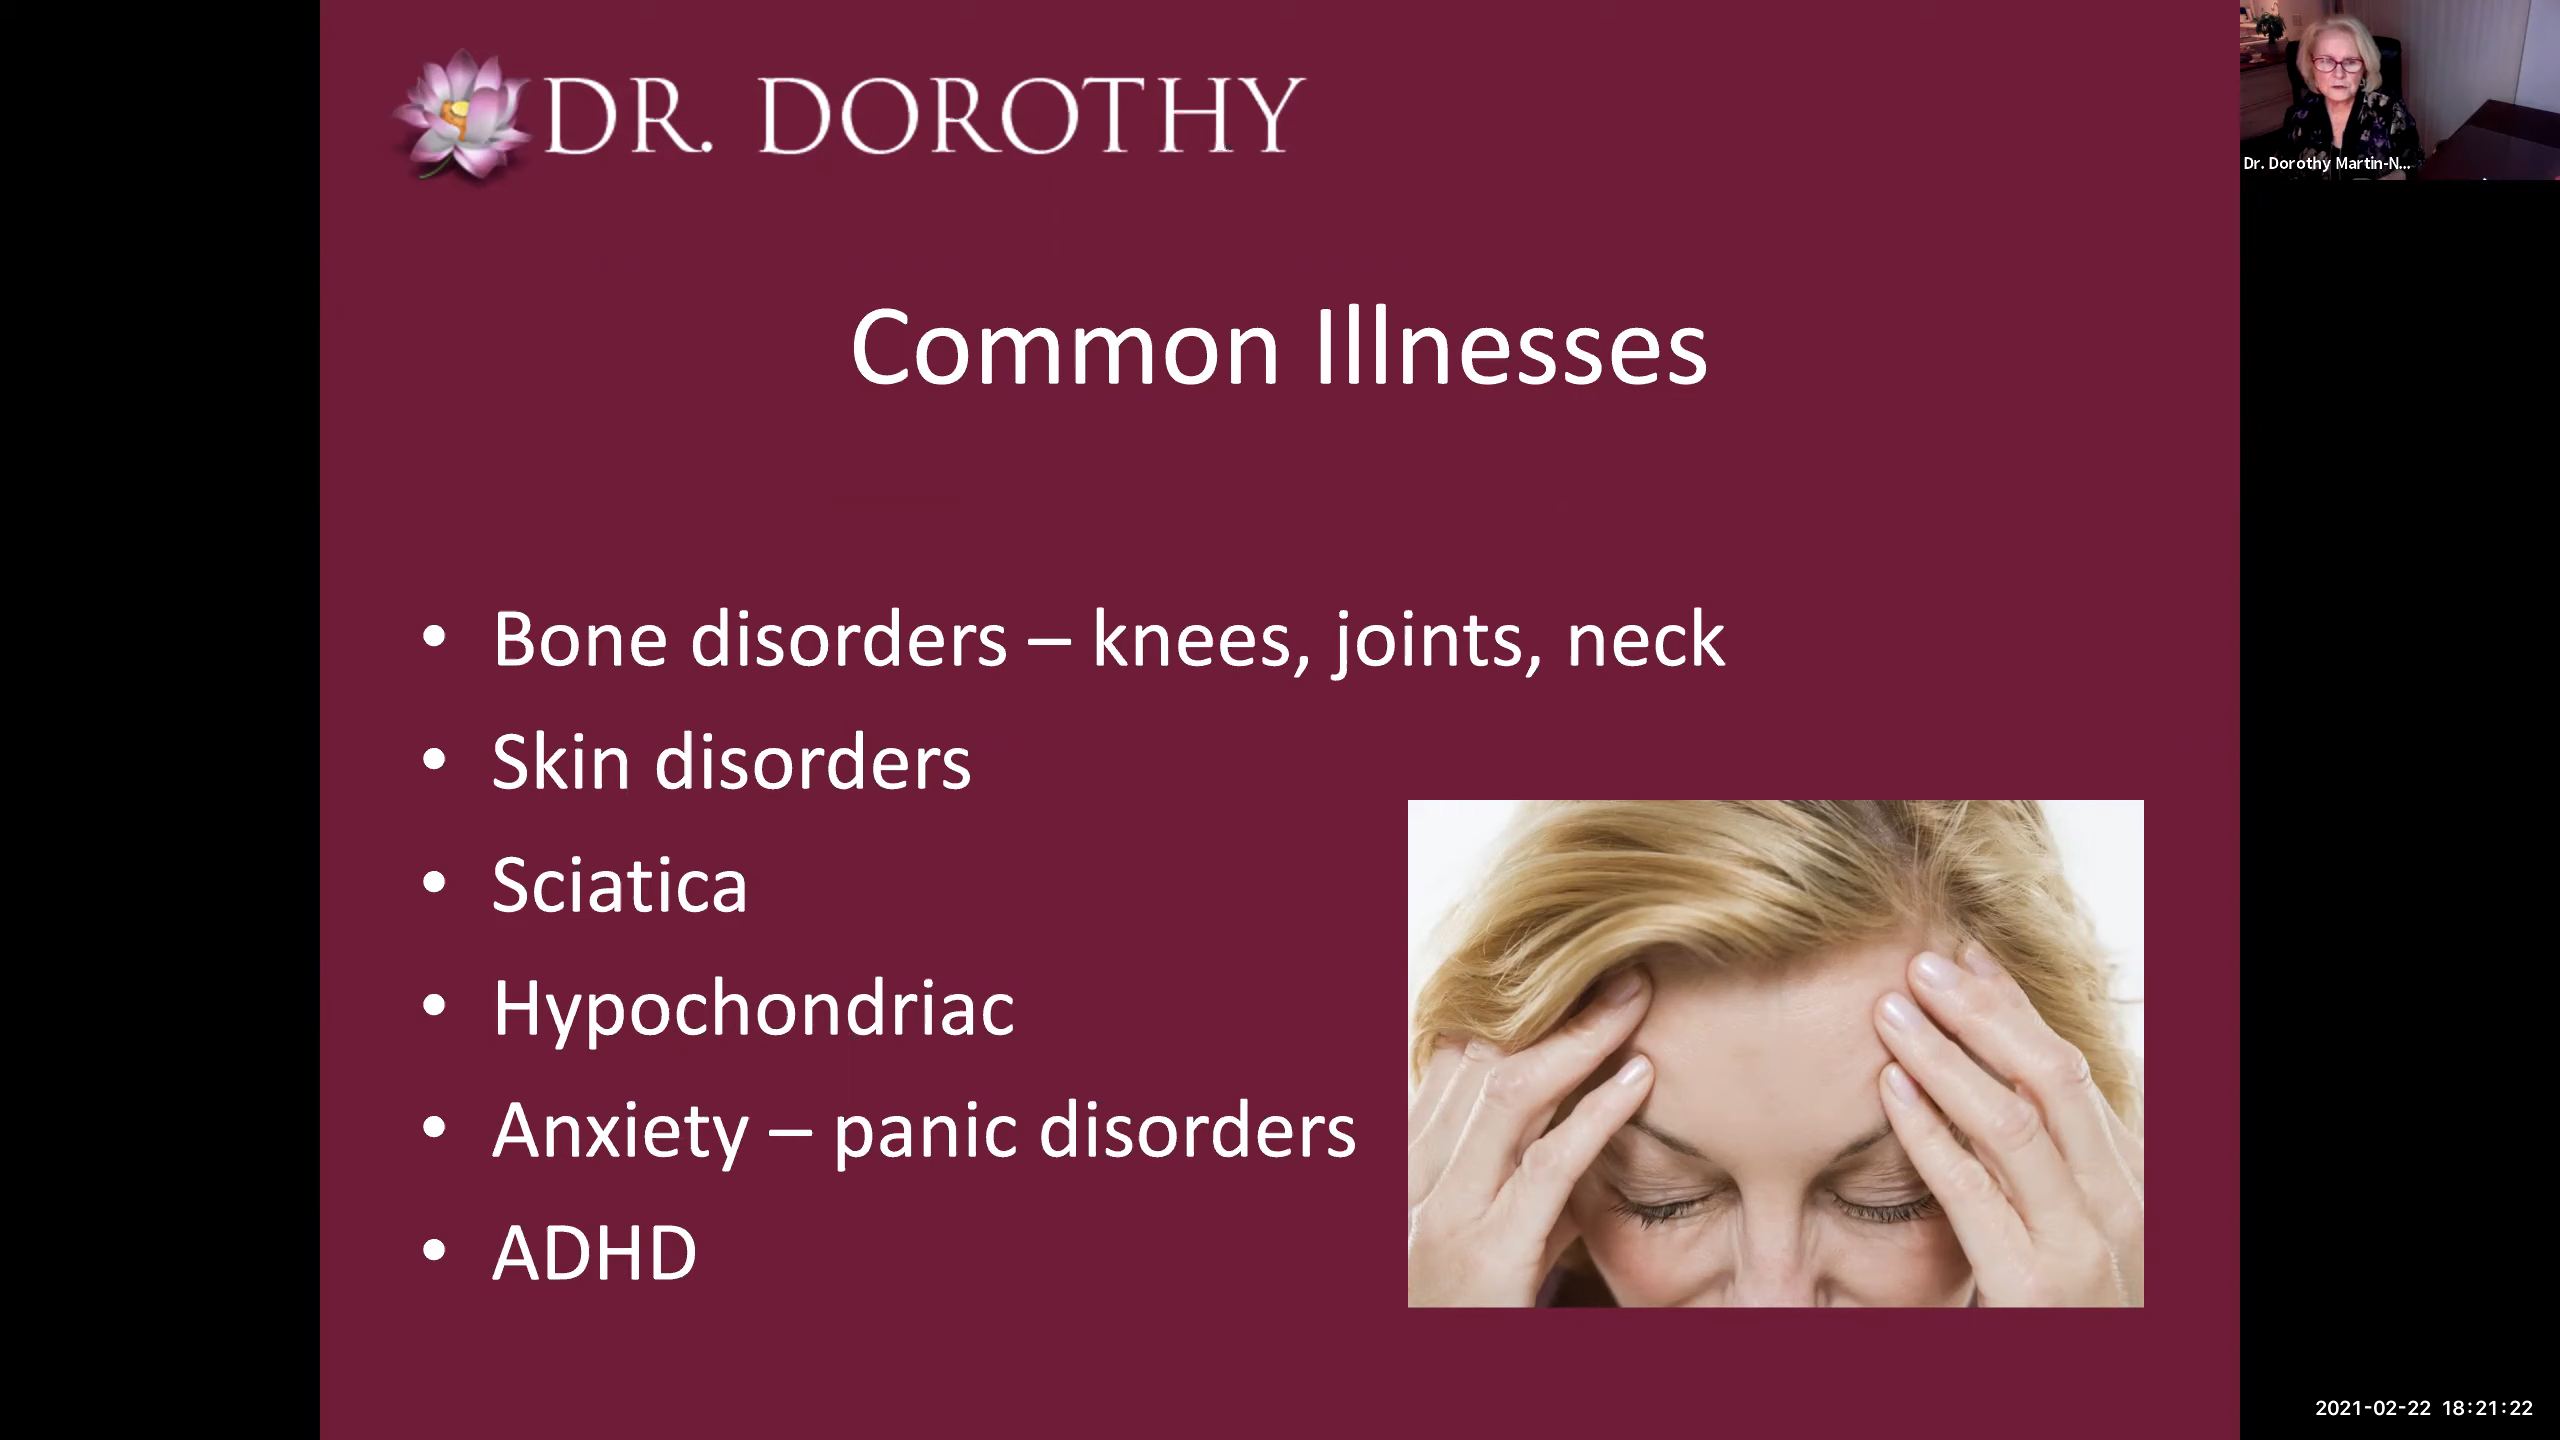 DR. DOROTHY
Dr. Dorothy Martin-N...
Common Illnesses
• Bone disorders – knees, joints, neck
• Skin disorders
• Sciatica
• Hypochondriac
• Anxiety – panic disorders
• ADHD
2021-02-22 18:21:22